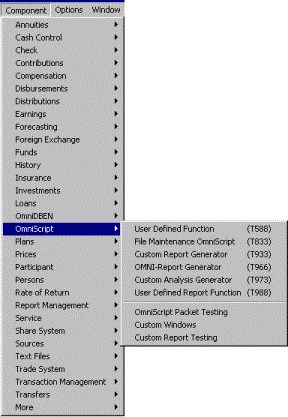 Component Options Window
Annuities
Cash Control
Check
Contributions
Compensation
Disbursements
Distributions
Earnings
Forecasting
Foreign Exchange
Funds
History
Insurance
Investments
Loans
OmniDBEN
OmniScript
Plans
Prices
Participant
Persons
Rate of Return
Report Management
Service
Share System
Sources
Text Files
Trade System
Transaction Management
Transfers
More
User Defined Function (T588)
File Maintenance OmniScript (T833)
Custom Report Generator (T933)
OMNI-Report Generator (T966)
Custom Analysis Generator (T973)
User Defined Report Function (T988)
OmniScript Packet Testing
Custom Windows
Custom Report Testing